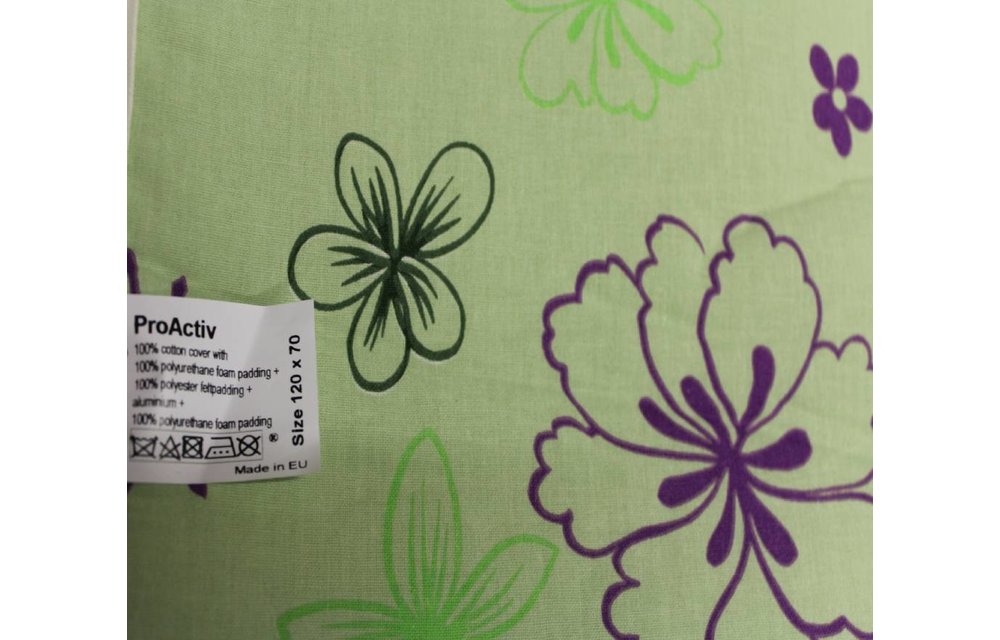 ProActiv
100% cotton cover with
100% polyurethane foam padding +
100% polyester feltpadding +
aluminium +
100% polyurethane foam padding
®
Made in EU
Size 120 x 70